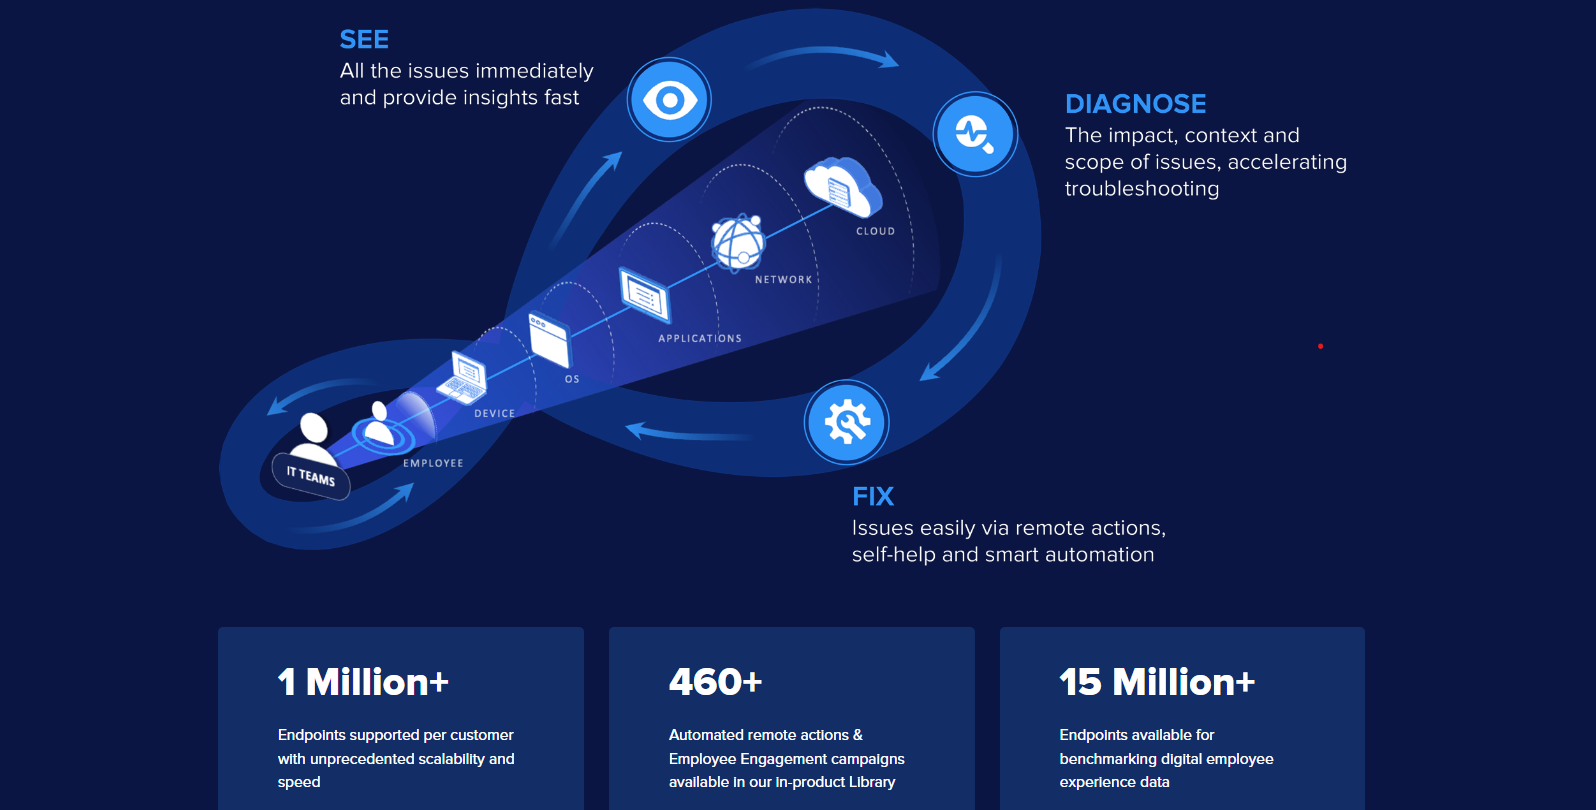 SEE
All the issues immediately
and provide insights fast
DIAGNOSE
The impact, context and
scope of issues, accelerating
troubleshooting
CLOUD
NETWORK
APPLICATIONS
OS
DEVICE
EMPLOYEE
IT TEAMS
FIX
Issues easily via remote actions,
self-help and smart automation
1 Million+
Endpoints supported per customer
with unprecedented scalability and
speed
460+
Automated remote actions &
Employee Engagement campaigns
available in our in-product Library
15 Million+
Endpoints available for
benchmarking digital employee
experience data